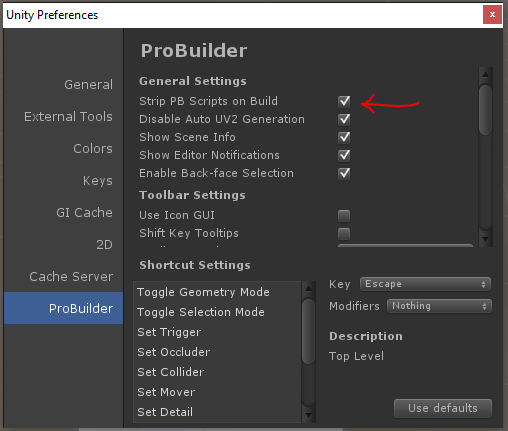 Unity Preferences
x
General
External Tools
Colors
Keys
GI Cache
2D
Cache Server
ProBuilder
ProBuilder
General Settings
Strip PB Scripts on Build
Disable Auto UV2 Generation
Show Scene Info
Show Editor Notifications
Enable Back-face Selection
Toolbar Settings
Use Icon GUI
Shift Key Tooltips
Shortcut Settings
Toggle Geometry Mode
Toggle Selection Mode
Set Trigger
Set Occluder
Set Collider
Set Mover
Set Detail
Key Escape
Modifiers Nothing
Description
Top Level
Use defaults